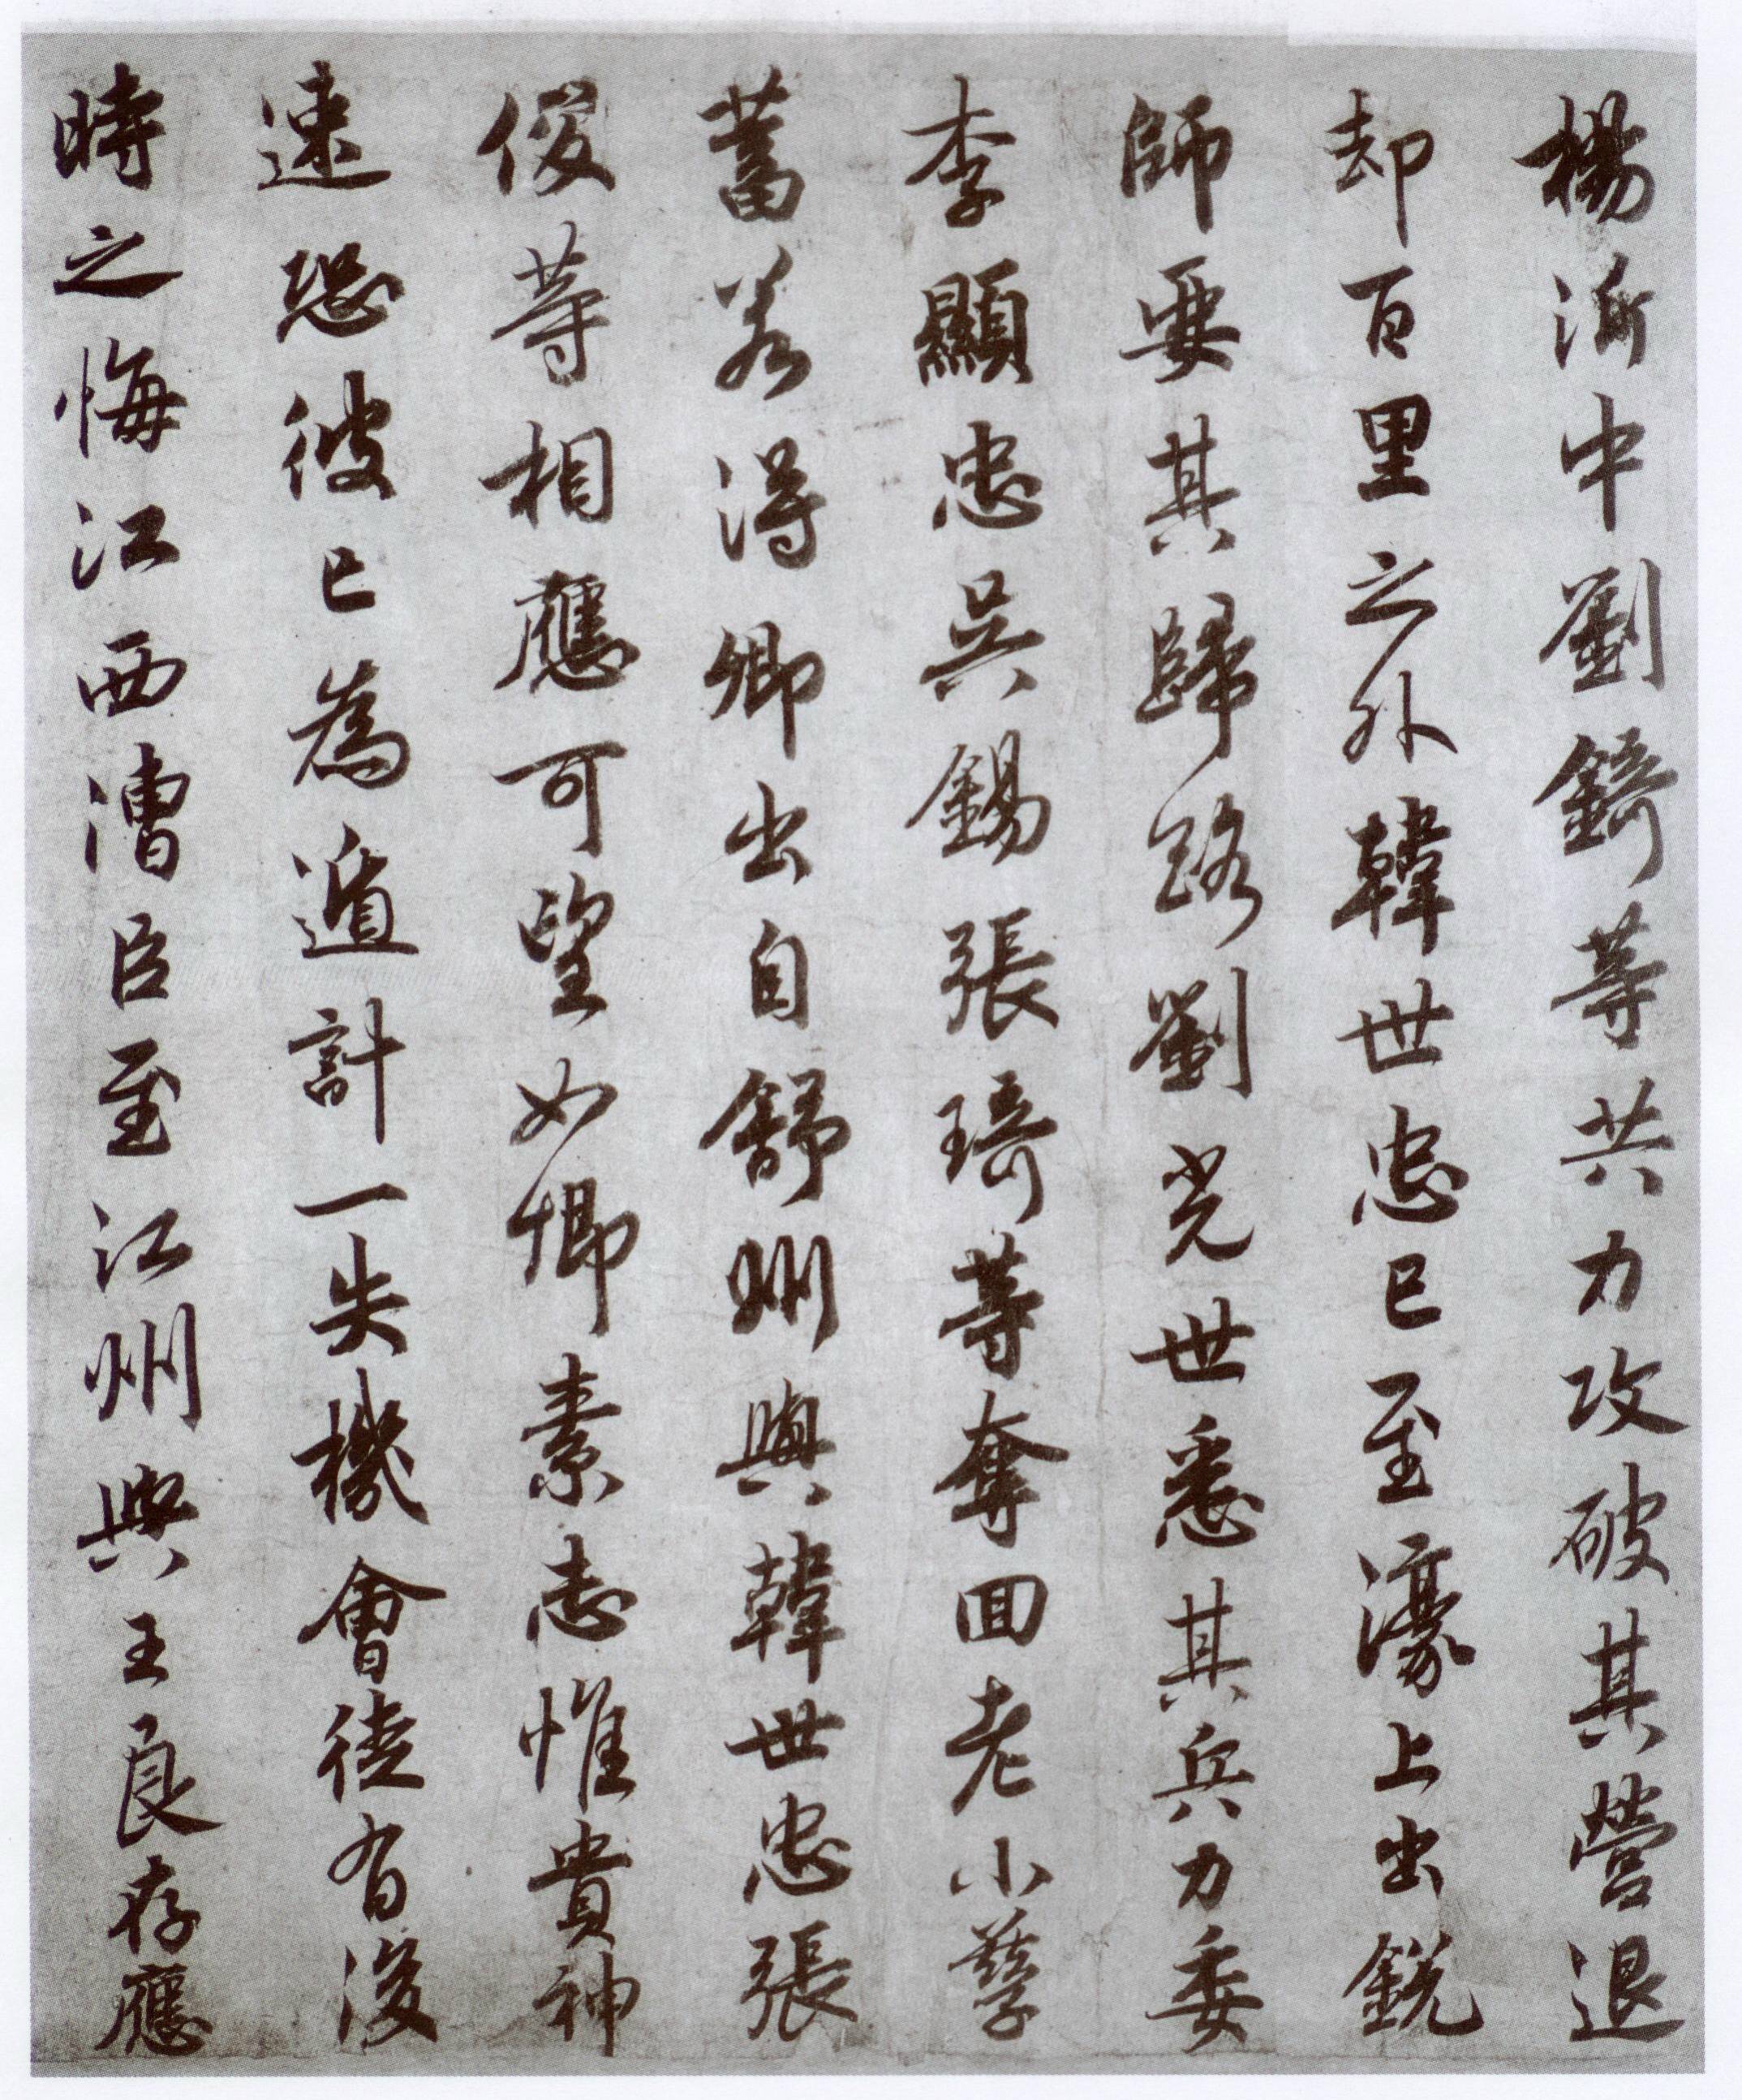 楊沂中劉錡等共力攻破其營退
却百里之外韓世忠已至濠上出銳
師要其歸路劉光世悉其兵力委
李顯忠吳錫張琦等奪回老小孳
蓄若得卿出自舒州與韓世忠張
俊等相應可望如卿素志惟貴神
速恐彼已為遁計一失機會徒有後
時之悔江西漕臣至江州與王良存應